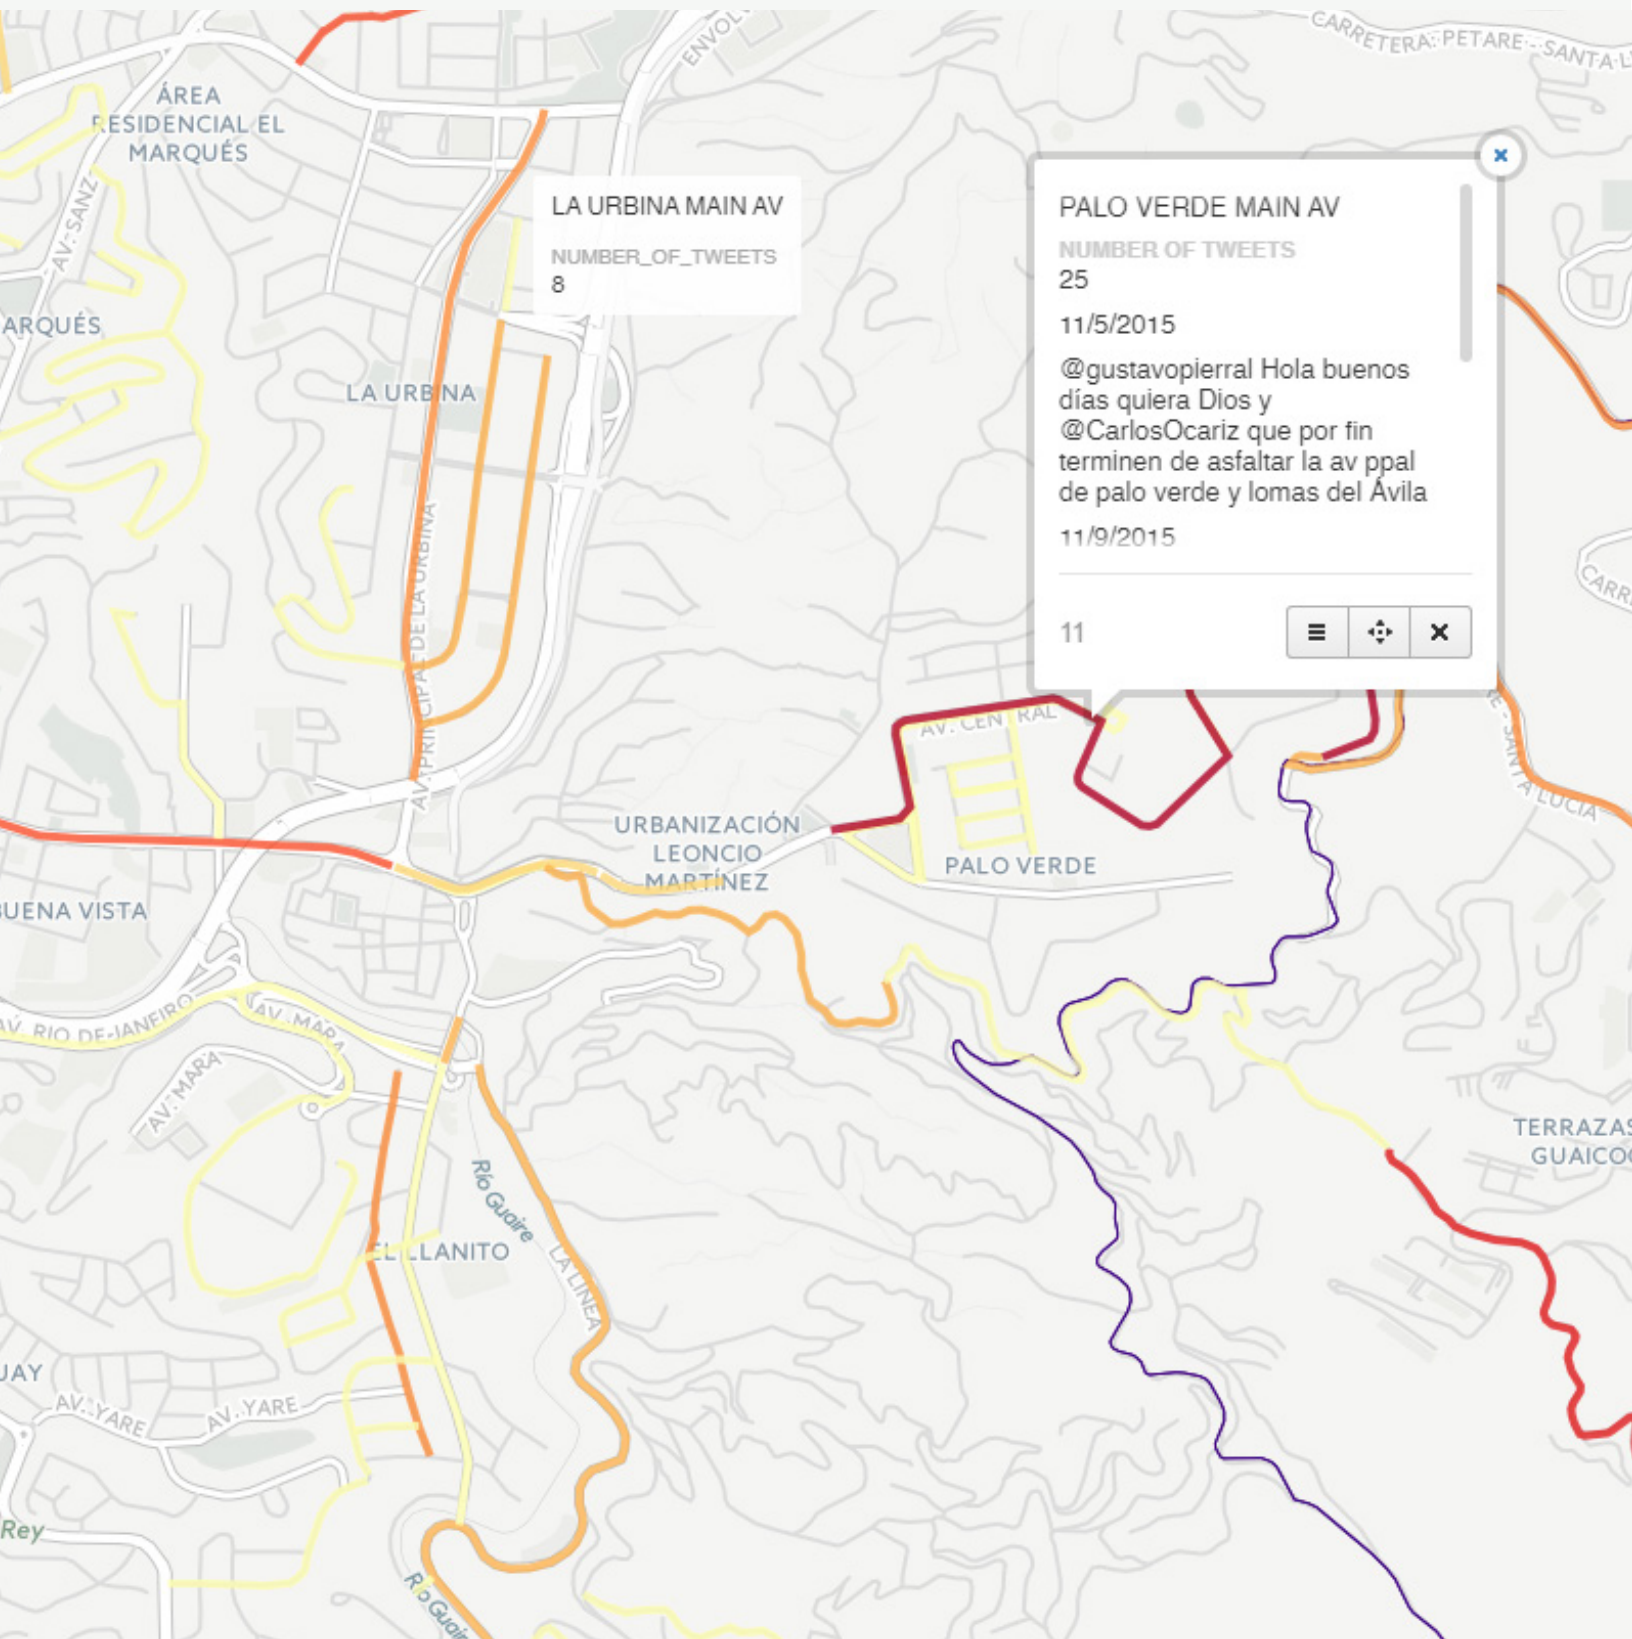 ENVOLV
CARRETERA PETARE - SANTA L
ÁREA
RESIDENCIAL EL
MARQUÉS
AV. SANZ
LA URBINA MAIN AV
NUMBER_OF_TWEETS
8
PALO VERDE MAIN AV
NUMBER OF TWEETS
25
11/5/2015
@gustavopierral Hola buenos
días quiera Dios y
@CarlosOcariz que por fin
terminen de asfaltar la av ppal
de palo verde y lomas del Ávila
11/9/2015
11
ARQUÉS
LA URBINA
AV. PRINCIPAL DE LA URBINA
CARR
AV. CENTRAL
E - SANTA LUCIA
URBANIZACIÓN
LEONCIO
MARTÍNEZ
PALO VERDE
BUENA VISTA
AV. RIO DE JANEIRO
AV. MARA
AV. MARA
TERRAZAS
GUAICO
Río Guaire
EL LLANITO
LA LINEA
UAY
AV. YARE
AV. YARE
Rey
Río Guair